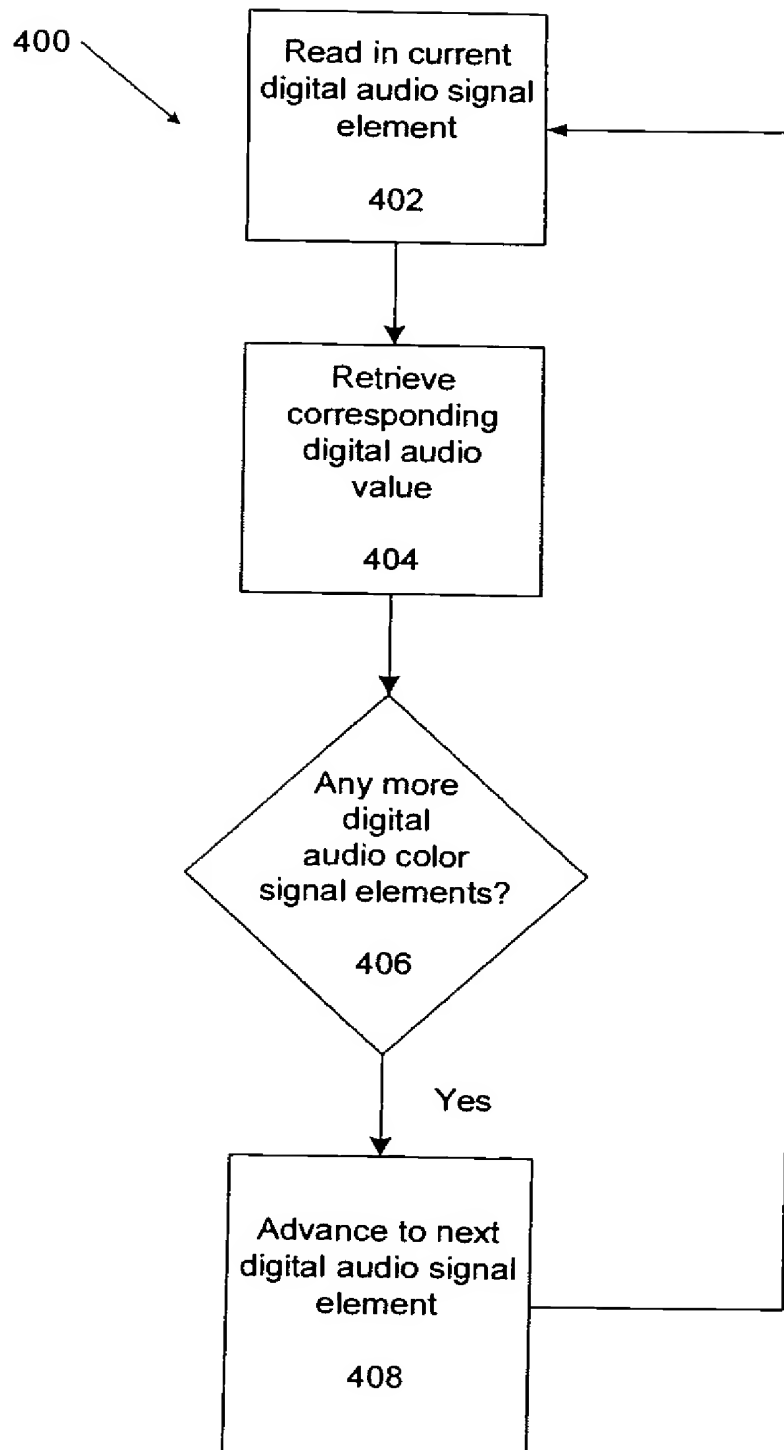 400
Read in current
digital audio signal
element
402
Retrieve
corresponding
digital audio
value
404
Any more
digital
audio color
signal elements?
406
Yes
Advance to next
digital audio signal
element
408